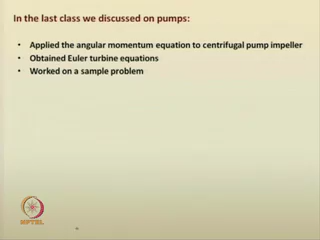 In the last class we discussed on pumps:
• Applied the angular momentum equation to centrifugal pump impeller
• Obtained Euler turbine equations
• Worked on a sample problem
NPTEL